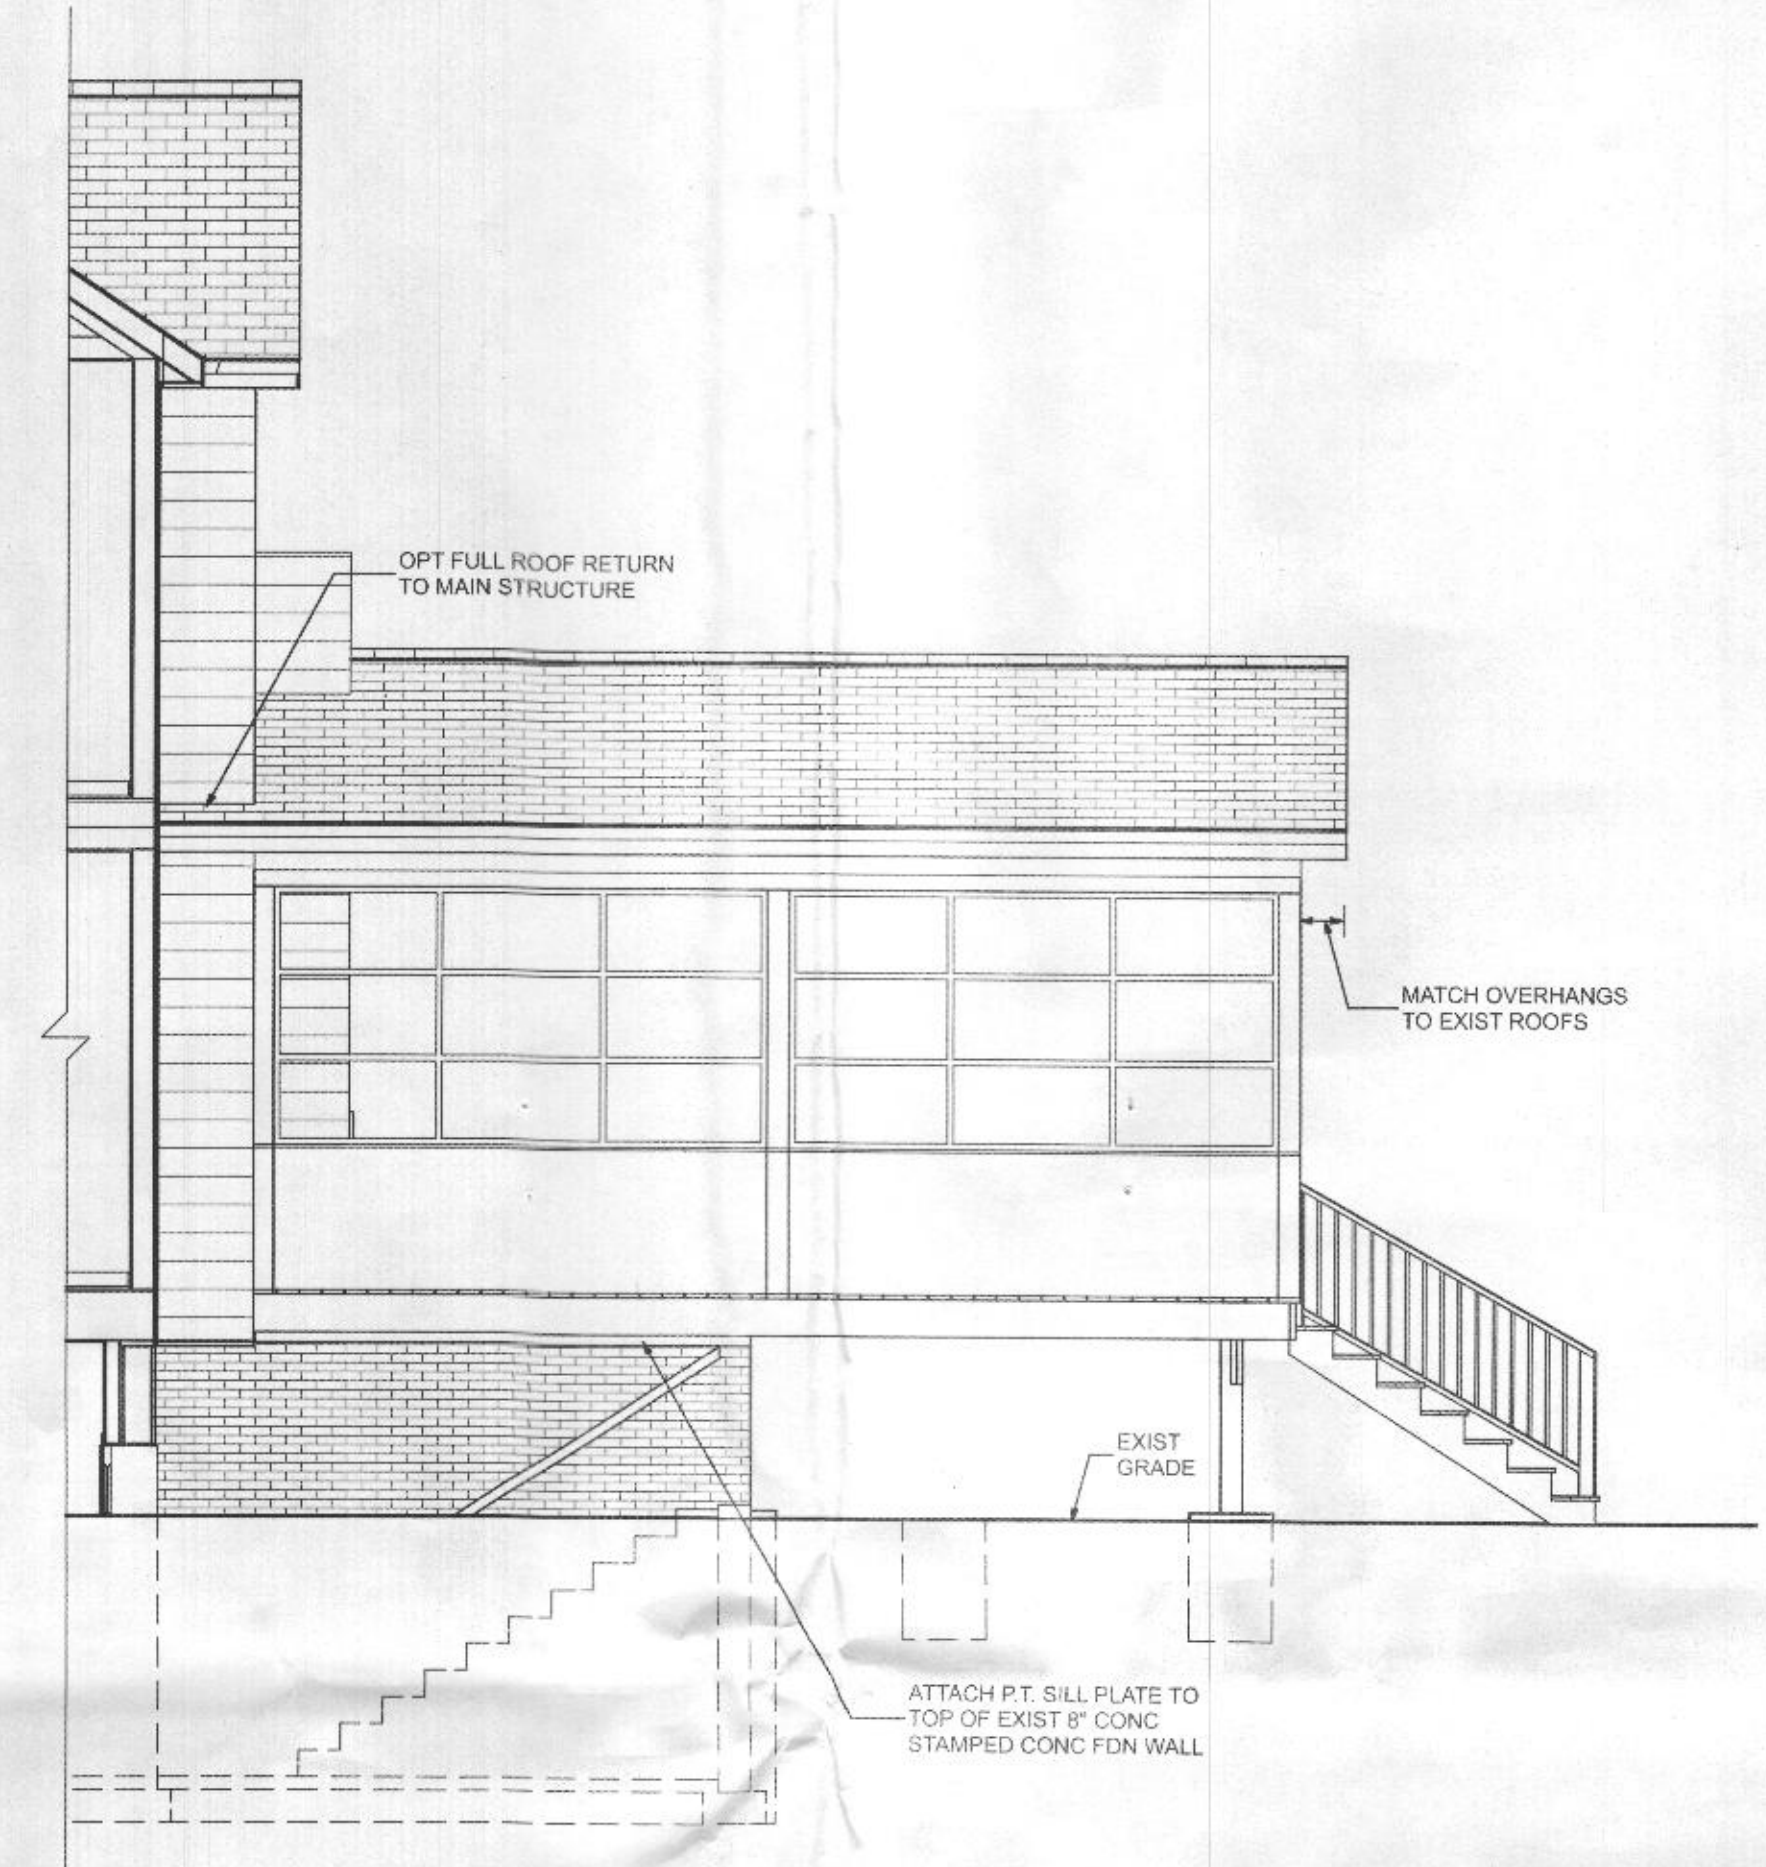 OPT FULL ROOF RETURN
TO MAIN STRUCTURE
MATCH OVERHANGS
TO EXIST ROOFS
EXIST
GRADE
ATTACH P.T. SILL PLATE TO
TOP OF EXIST 8" CONC
STAMPED CONC FDN WALL